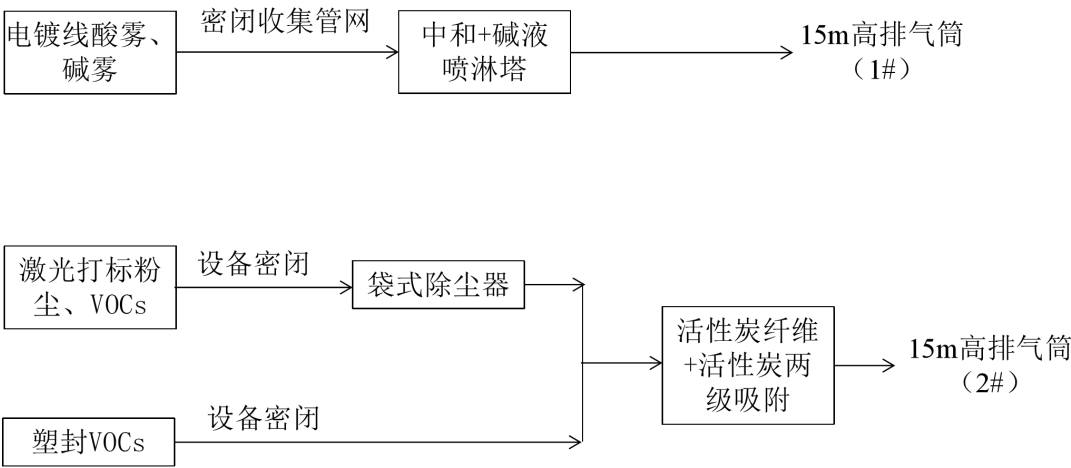 电镀线酸雾、
碱雾
密闭收集管网
中和+碱液
喷淋塔
15m高排气筒
（1#）
激光打标粉
尘、VOCs
设备密闭
袋式除尘器
活性炭纤维
+活性炭两
级吸附
15m高排气筒
（2#）
塑封VOCs
设备密闭